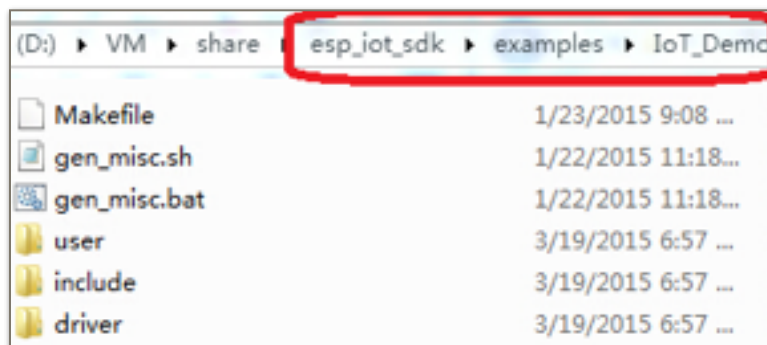 (D:) ▸ VM ▸ share ▸ esp_iot_sdk ▸ examples ▸ IoT_Demo
Makefile 1/23/2015 9:08 ...
gen_misc.sh 1/22/2015 11:18...
gen_misc.bat 1/22/2015 11:18...
user 3/19/2015 6:57 ...
include 3/19/2015 6:57 ...
driver 3/19/2015 6:57 ...